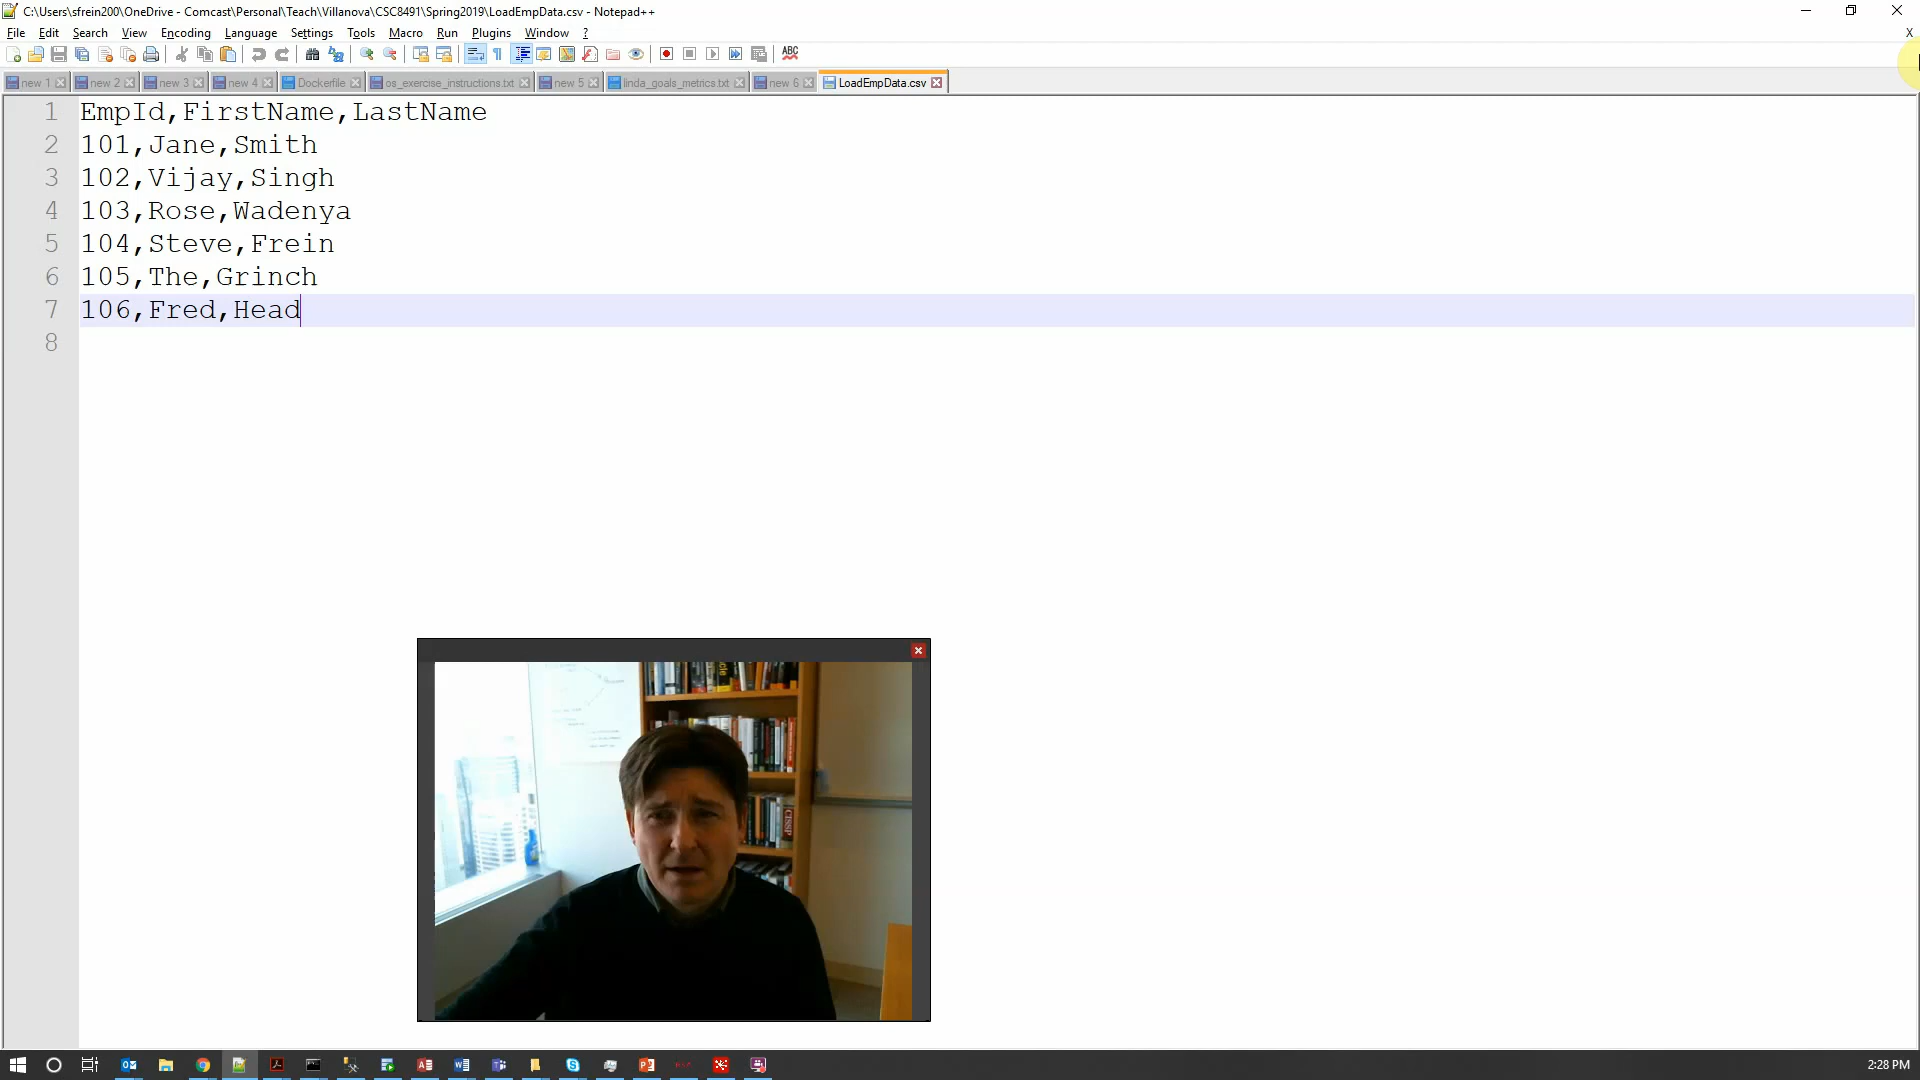 C:\Users\sfrein200\OneDrive - Comcast\Personal\Teach\Villanova\CSC8491\Spring2019\LoadEmpData.csv - Notepad++
File Edit Search View Encoding Language Settings Tools Macro Run Plugins Window ? X
ABC
new 1 new 2 new 3 new 4 Dockerfile os_exercise_instructions.txt new 5 linda_goals_metrics.txt new 6 LoadEmpData.csv
1 EmpId,FirstName,LastName
2 101,Jane,Smith
3 102,Vijay,Singh
4 103,Rose,Wadenya
5 104,Steve,Frein
6 105,The,Grinch
7 106,Fred,Head
8
CISSP
2:28 PM